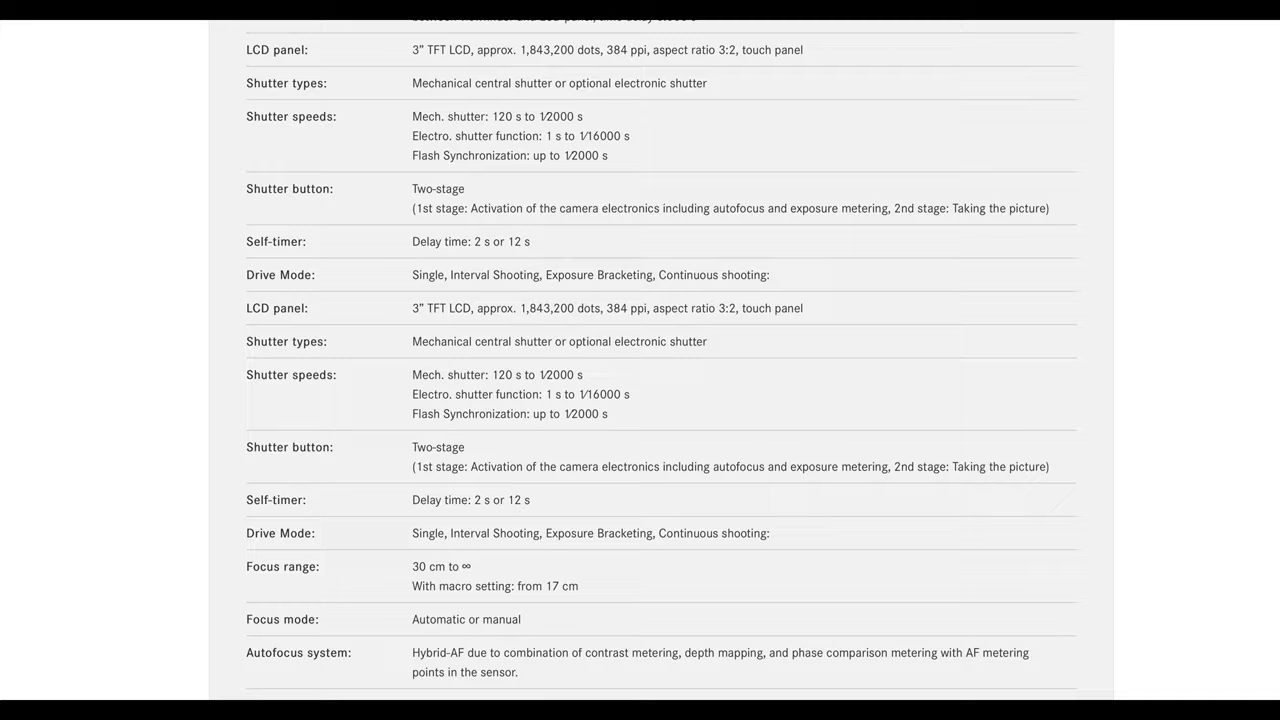 LCD panel: 3” TFT LCD, approx. 1,843,200 dots, 384 ppi, aspect ratio 3:2, touch panel
Shutter types: Mechanical central shutter or optional electronic shutter
Shutter speeds: Mech. shutter: 120 s to 1⁄2000 s
Electro. shutter function: 1 s to 1⁄16000 s
Flash Synchronization: up to 1⁄2000 s
Shutter button: Two-stage
(1st stage: Activation of the camera electronics including autofocus and exposure metering, 2nd stage: Taking the picture)
Self-timer: Delay time: 2 s or 12 s
Drive Mode: Single, Interval Shooting, Exposure Bracketing, Continuous shooting:
LCD panel: 3” TFT LCD, approx. 1,843,200 dots, 384 ppi, aspect ratio 3:2, touch panel
Shutter types: Mechanical central shutter or optional electronic shutter
Shutter speeds: Mech. shutter: 120 s to 1⁄2000 s
Electro. shutter function: 1 s to 1⁄16000 s
Flash Synchronization: up to 1⁄2000 s
Shutter button: Two-stage
(1st stage: Activation of the camera electronics including autofocus and exposure metering, 2nd stage: Taking the picture)
Self-timer: Delay time: 2 s or 12 s
Drive Mode: Single, Interval Shooting, Exposure Bracketing, Continuous shooting:
Focus range: 30 cm to ∞
With macro setting: from 17 cm
Focus mode: Automatic or manual
Autofocus system: Hybrid-AF due to combination of contrast metering, depth mapping, and phase comparison metering with AF metering
points in the sensor.